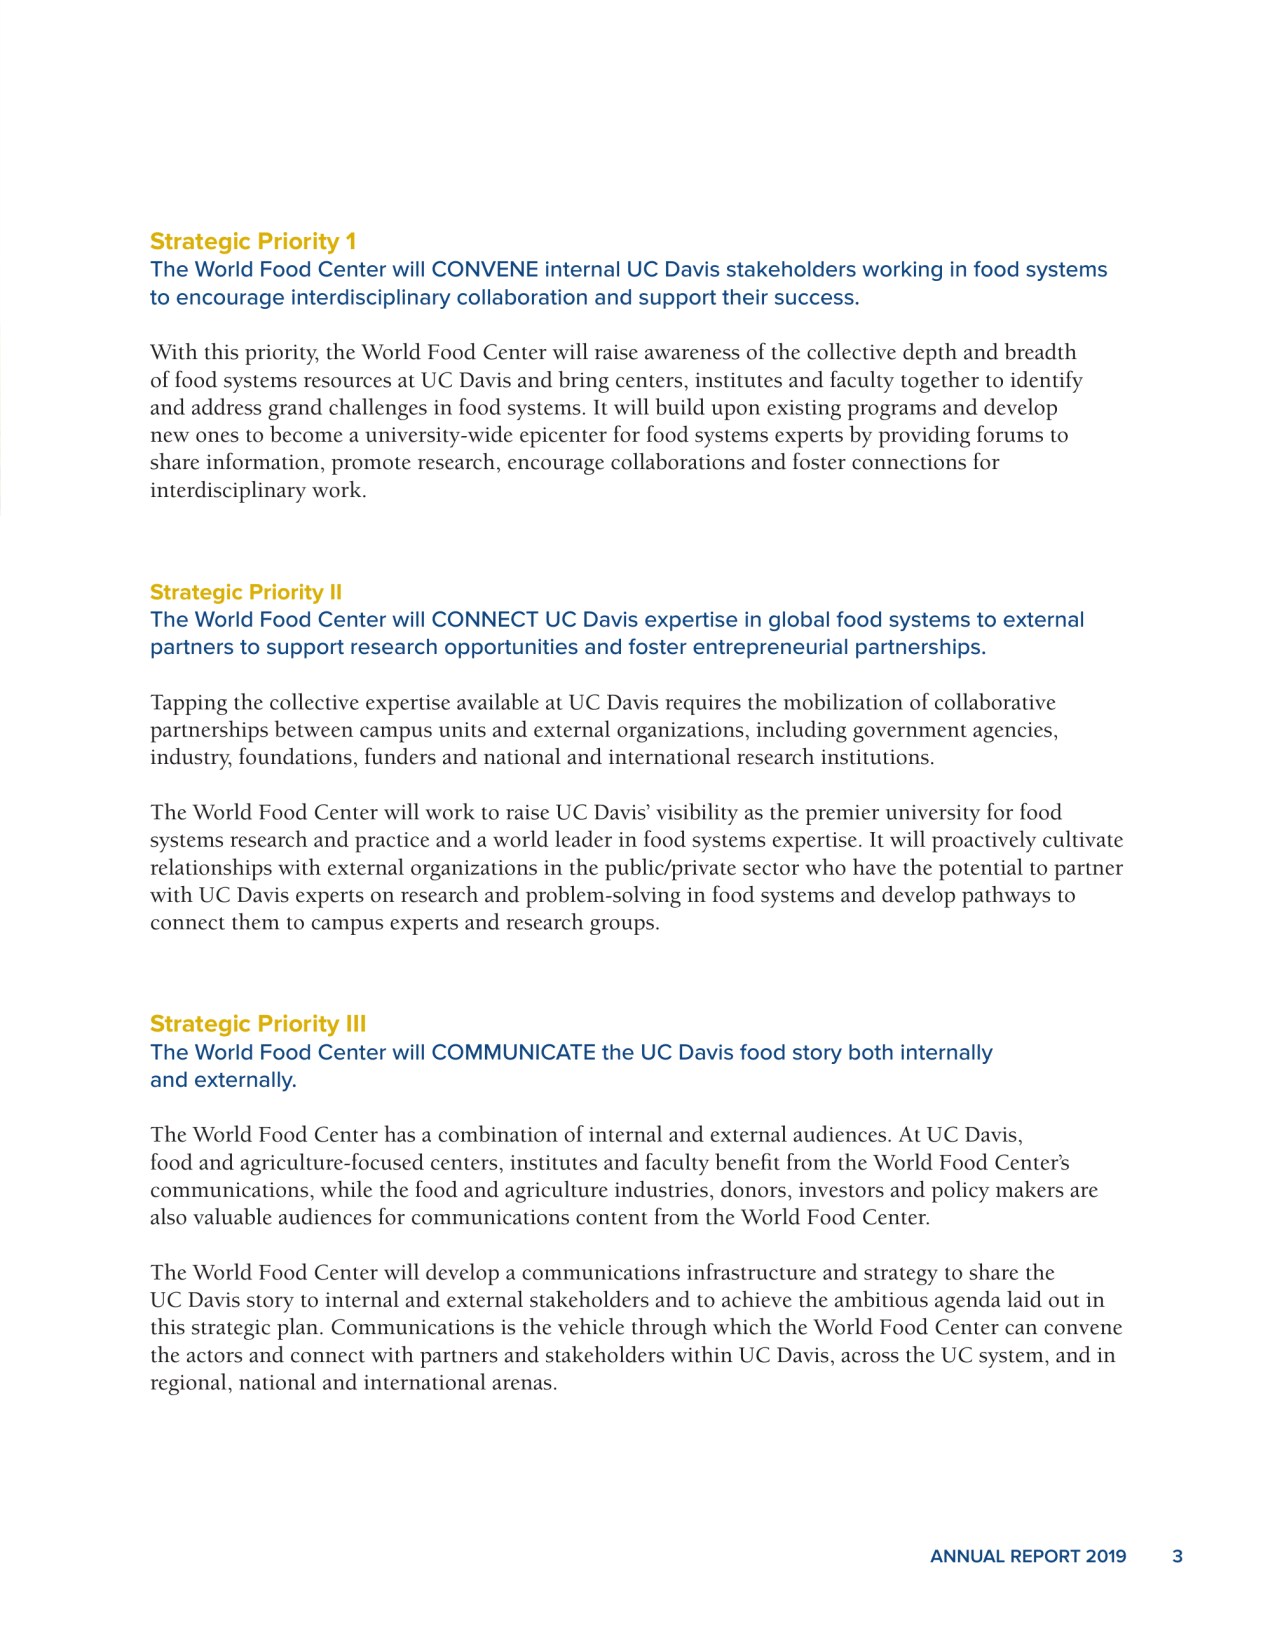 Strategic Priority 1
The World Food Center will CONVENE internal UC Davis stakeholders working in food systems
to encourage interdisciplinary collaboration and support their success.
With this priority, the World Food Center will raise awareness of the collective depth and breadth
of food systems resources at UC Davis and bring centers, institutes and faculty together to identify
and address grand challenges in food systems. It will build upon existing programs and develop
new ones to become a university-wide epicenter for food systems experts by providing forums to
share information, promote research, encourage collaborations and foster connections for
interdisciplinary work.
Strategic Priority II
The World Food Center will CONNECT UC Davis expertise in global food systems to external
partners to support research opportunities and foster entrepreneurial partnerships.
Tapping the collective expertise available at UC Davis requires the mobilization of collaborative
partnerships between campus units and external organizations, including government agencies,
industry, foundations, funders and national and international research institutions.
The World Food Center will work to raise UC Davis’ visibility as the premier university for food
systems research and practice and a world leader in food systems expertise. It will proactively cultivate
relationships with external organizations in the public/private sector who have the potential to partner
with UC Davis experts on research and problem-solving in food systems and develop pathways to
connect them to campus experts and research groups.
Strategic Priority III
The World Food Center will COMMUNICATE the UC Davis food story both internally
and externally.
The World Food Center has a combination of internal and external audiences. At UC Davis,
food and agriculture-focused centers, institutes and faculty benefit from the World Food Center’s
communications, while the food and agriculture industries, donors, investors and policy makers are
also valuable audiences for communications content from the World Food Center.
The World Food Center will develop a communications infrastructure and strategy to share the
UC Davis story to internal and external stakeholders and to achieve the ambitious agenda laid out in
this strategic plan. Communications is the vehicle through which the World Food Center can convene
the actors and connect with partners and stakeholders within UC Davis, across the UC system, and in
regional, national and international arenas.
ANNUAL REPORT 2019 3